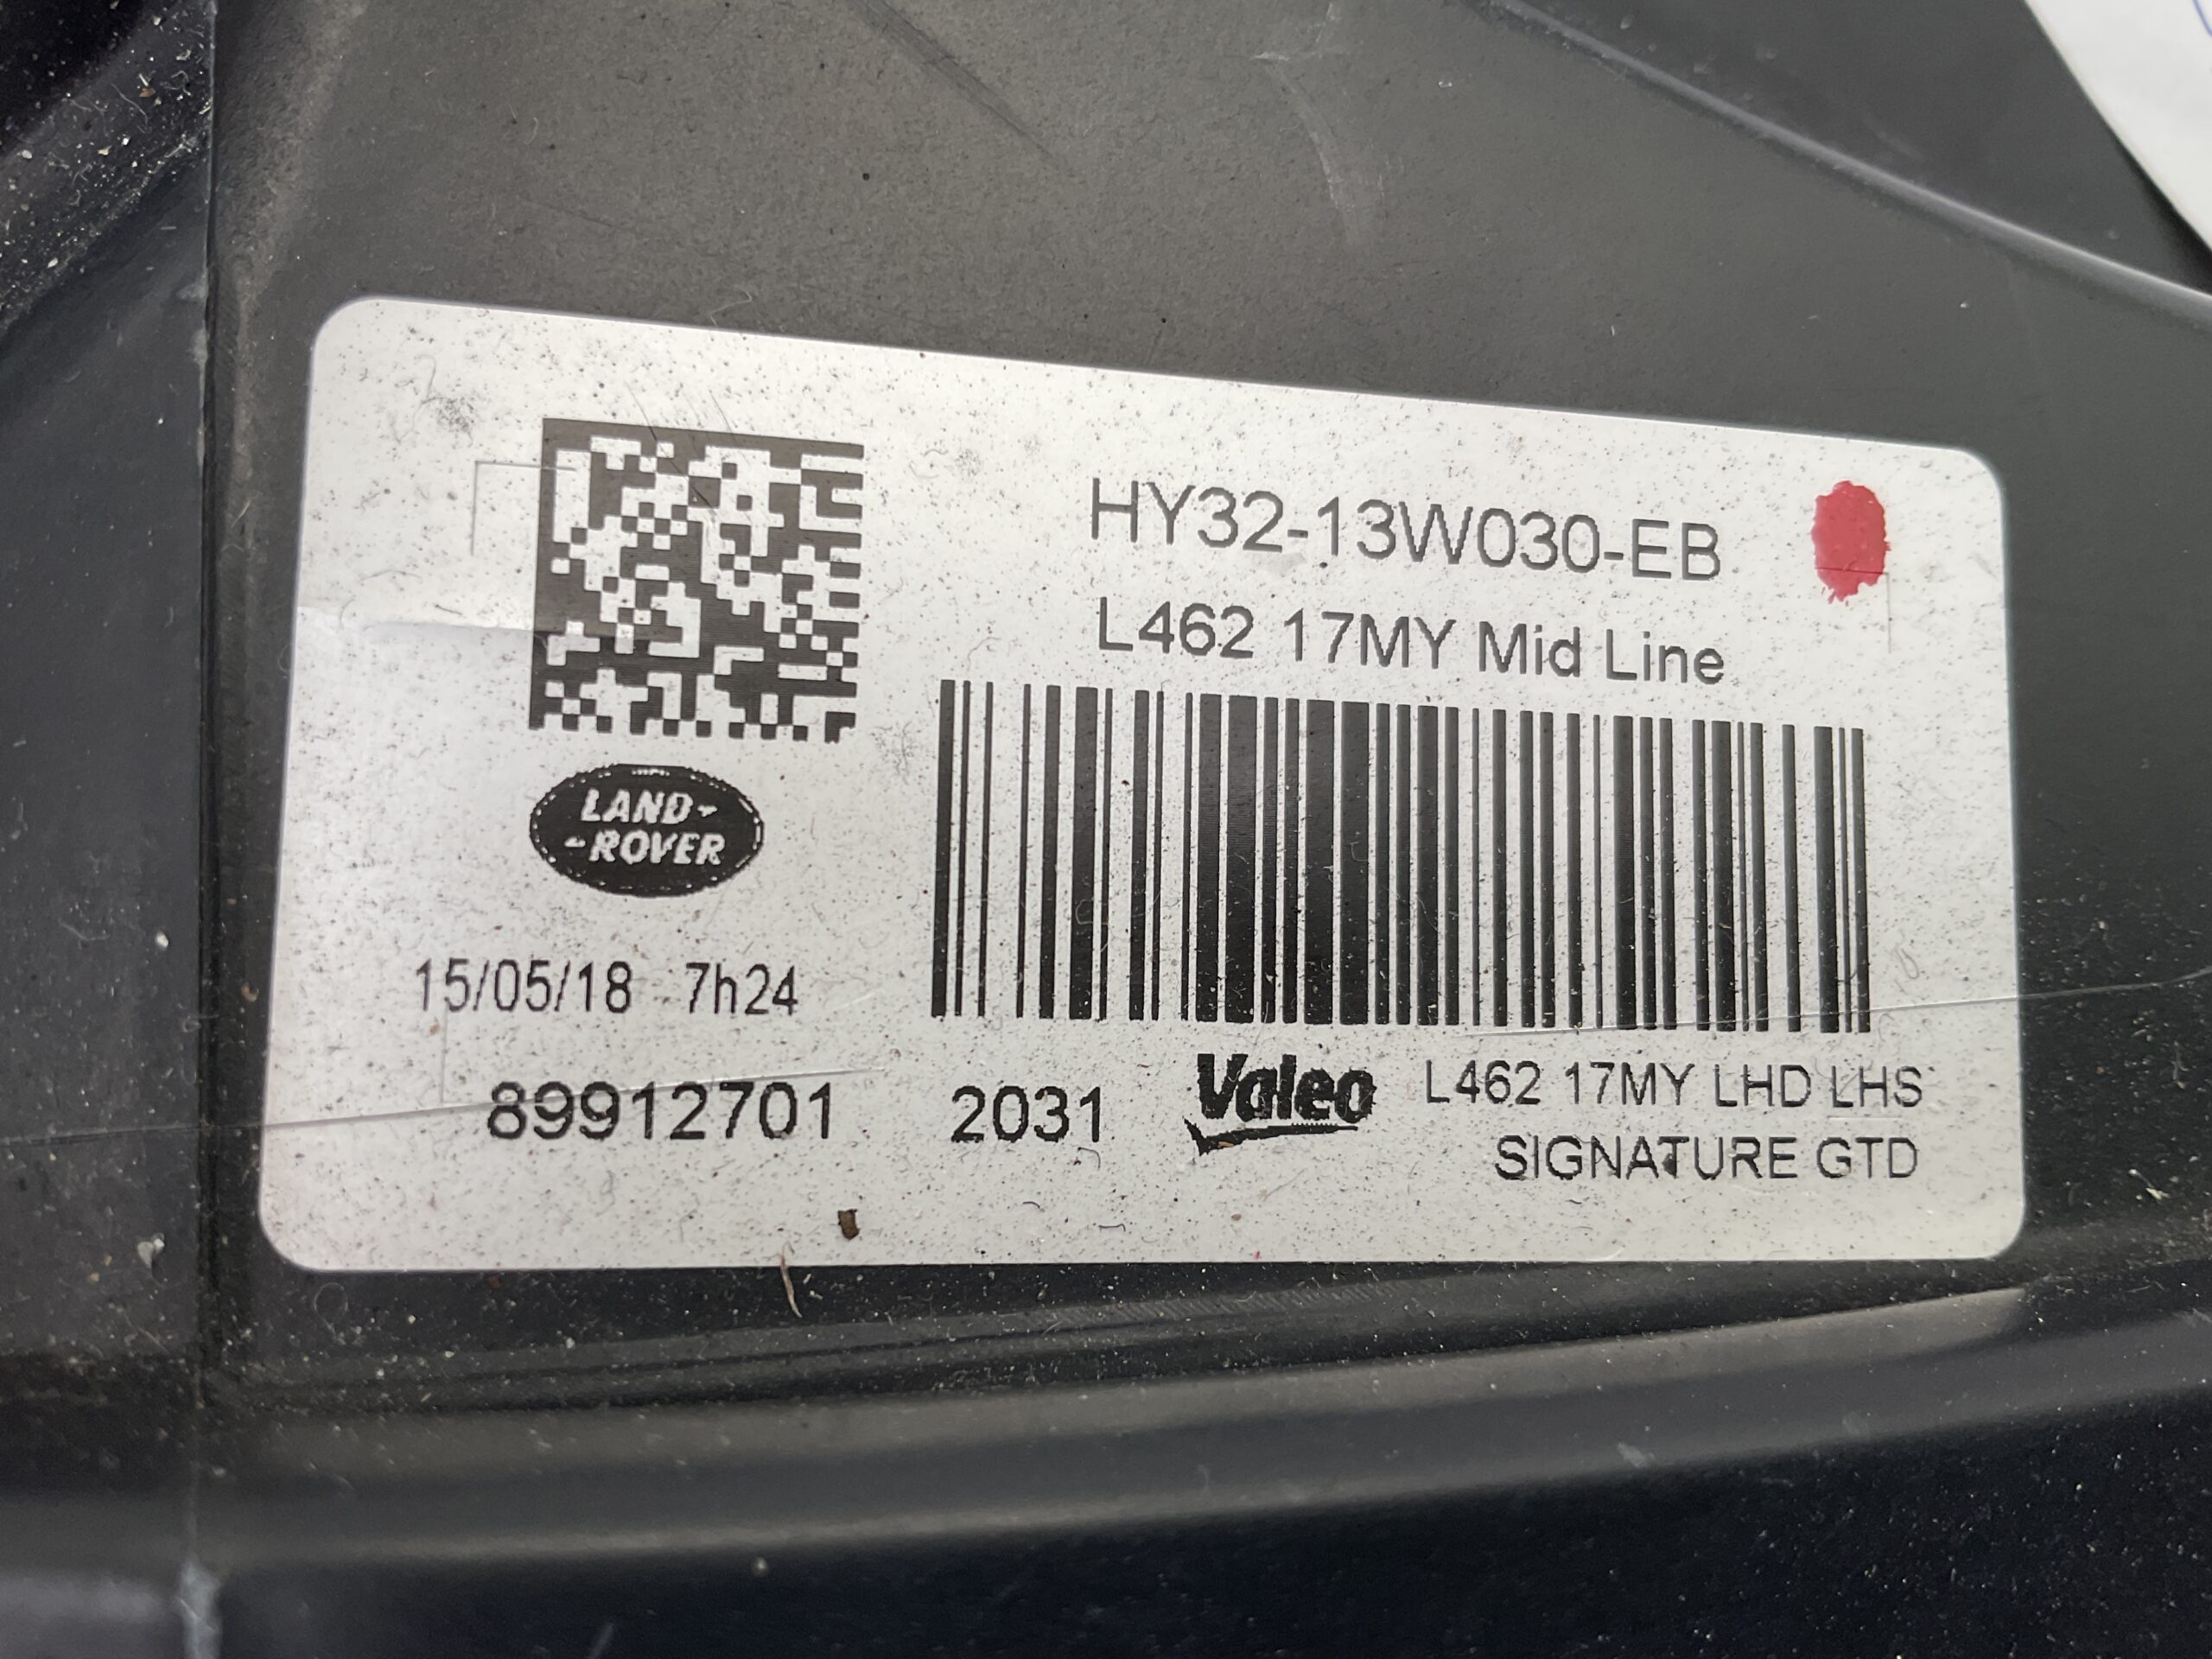 HY32-13W030-EB
L462 17MY Mid Line
LAND-
-ROVER
15/05/18 7h24
89912701 2031 Valeo L462 17MY LHD LHS
SIGNATURE GTD